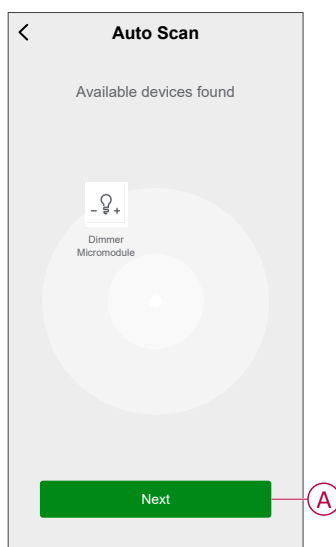 Auto Scan
Available devices found
Dimmer
Micromodule
Next
A